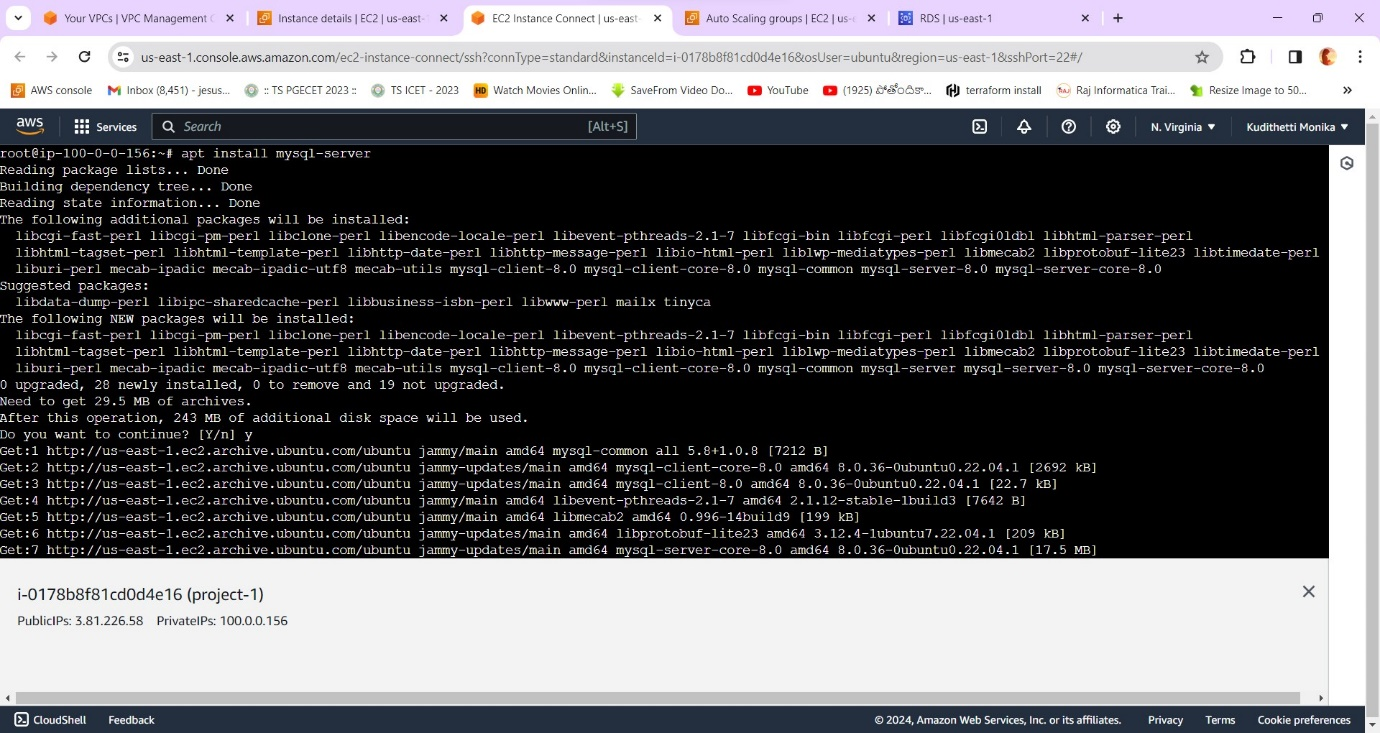 Your VPCs | VPC Management C
Instance details | EC2 | us-east-
EC2 Instance Connect | us-east-
Auto Scaling groups | EC2 | us-e
RDS | us-east-1
us-east-1.console.aws.amazon.com/ec2-instance-connect/ssh?connType=standard&instanceId=i-0178b8f81cd0d4e16&osUser=ubuntu&region=us-east-1&sshPort=22#/
AWS console
Inbox (8,451) - jesus...
:: TS PGECET 2023 ::
TS ICET - 2023
HD Watch Movies Onlin...
SaveFrom Video Do...
YouTube
(1925) పోతోందికా...
terraform install
Raj Informatica Trai...
Resize Image to 50...
aws
Services
Search
[Alt+S]
N. Virginia
Kudithetti Monika
root@ip-100-0-0-156:~# apt install mysql-server
Reading package lists... Done
Building dependency tree... Done
Reading state information... Done
The following additional packages will be installed:
libcgi-fast-perl libcgi-pm-perl libclone-perl libencode-locale-perl libevent-pthreads-2.1-7 libfcgi-bin libfcgi-perl libfcgi0ldbl libhtml-parser-perl
libhtml-tagset-perl libhtml-template-perl libhttp-date-perl libhttp-message-perl libio-html-perl liblwp-mediatypes-perl libmecab2 libprotobuf-lite23 libtimedate-perl
liburi-perl mecab-ipadic mecab-ipadic-utf8 mecab-utils mysql-client-8.0 mysql-client-core-8.0 mysql-common mysql-server-8.0 mysql-server-core-8.0
Suggested packages:
libdata-dump-perl libipc-sharedcache-perl libbusiness-isbn-perl libwww-perl mailx tinyca
The following NEW packages will be installed:
libcgi-fast-perl libcgi-pm-perl libclone-perl libencode-locale-perl libevent-pthreads-2.1-7 libfcgi-bin libfcgi-perl libfcgi0ldbl libhtml-parser-perl
libhtml-tagset-perl libhtml-template-perl libhttp-date-perl libhttp-message-perl libio-html-perl liblwp-mediatypes-perl libmecab2 libprotobuf-lite23 libtimedate-perl
liburi-perl mecab-ipadic mecab-ipadic-utf8 mecab-utils mysql-client-8.0 mysql-client-core-8.0 mysql-common mysql-server mysql-server-8.0 mysql-server-core-8.0
0 upgraded, 28 newly installed, 0 to remove and 19 not upgraded.
Need to get 29.5 MB of archives.
After this operation, 243 MB of additional disk space will be used.
Do you want to continue? [Y/n] y
Get:1 http://us-east-1.ec2.archive.ubuntu.com/ubuntu jammy/main amd64 mysql-common all 5.8+1.0.8 [7212 B]
Get:2 http://us-east-1.ec2.archive.ubuntu.com/ubuntu jammy-updates/main amd64 mysql-client-core-8.0 amd64 8.0.36-0ubuntu0.22.04.1 [2692 kB]
Get:3 http://us-east-1.ec2.archive.ubuntu.com/ubuntu jammy-updates/main amd64 mysql-client-8.0 amd64 8.0.36-0ubuntu0.22.04.1 [22.7 kB]
Get:4 http://us-east-1.ec2.archive.ubuntu.com/ubuntu jammy/main amd64 libevent-pthreads-2.1-7 amd64 2.1.12-stable-1build3 [7642 B]
Get:5 http://us-east-1.ec2.archive.ubuntu.com/ubuntu jammy/main amd64 libmecab2 amd64 0.996-14build9 [199 kB]
Get:6 http://us-east-1.ec2.archive.ubuntu.com/ubuntu jammy-updates/main amd64 libprotobuf-lite23 amd64 3.12.4-1ubuntu7.22.04.1 [209 kB]
Get:7 http://us-east-1.ec2.archive.ubuntu.com/ubuntu jammy-updates/main amd64 mysql-server-core-8.0 amd64 8.0.36-0ubuntu0.22.04.1 [17.5 MB]
i-0178b8f81cd0d4e16 (project-1)
PublicIPs: 3.81.226.58 PrivateIPs: 100.0.0.156
CloudShell
Feedback
© 2024, Amazon Web Services, Inc. or its affiliates.
Privacy
Terms
Cookie preferences